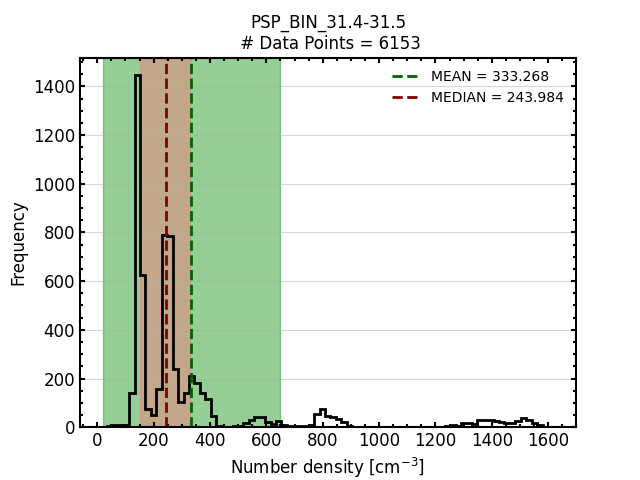 PSP_BIN_31.4-31.5
# Data Points = 6153
MEAN = 333.268
MEDIAN = 243.984
Frequency
1400
1200
1000
800
600
400
200
0
0 200 400 600 800 1000 1200 1400 1600
Number density [cm⁻³]